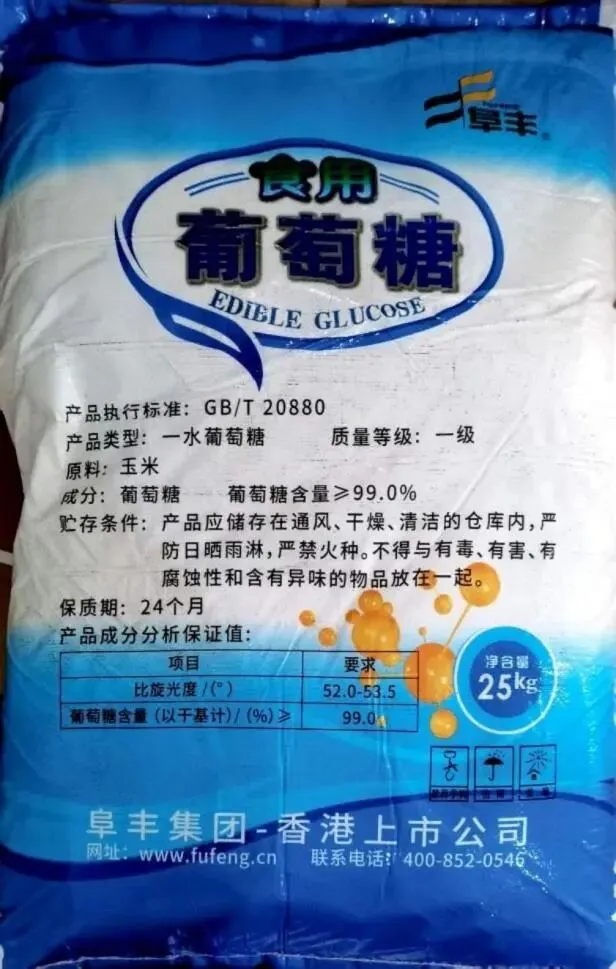 阜丰
食用
葡萄糖
EDIBLE GLUCOSE
产品执行标准：GB/T 20880
产品类型：一水葡萄糖 质量等级：一级
原料：玉米
成分：葡萄糖 葡萄糖含量≥99.0%
贮存条件：产品应储存在通风、干燥、清洁的仓库内，严
防日晒雨淋，严禁火种。不得与有毒、有害、有
腐蚀性和含有异味的物品放在一起。
保质期：24个月
产品成分分析保证值：
项目 要求
比旋光度/(°) 52.0-53.5
葡萄糖含量（以干基计）/（%）≥ 99.0
净含量
25kg
阜丰集团-香港上市公司
网址：www.fufeng.cn 联系电话：400-852-0546